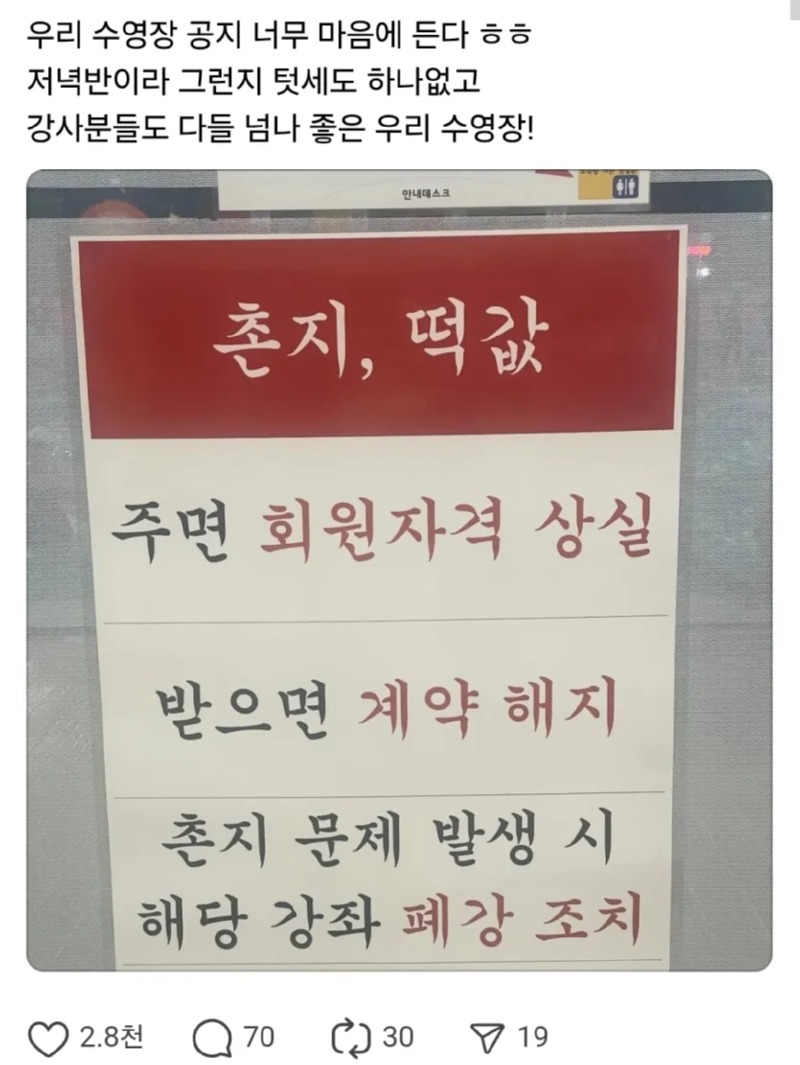 우리 수영장 공지 너무 마음에 든다 ㅎㅎ
저녁반이라 그런지 텃세도 하나없고
강사분들도 다들 넘나 좋은 우리 수영장!
안내데스크
촌지, 떡값
주면 회원자격 상실
받으면 계약 해지
촌지 문제 발생 시
해당 강좌 폐강 조치
2.8천 70 30 19